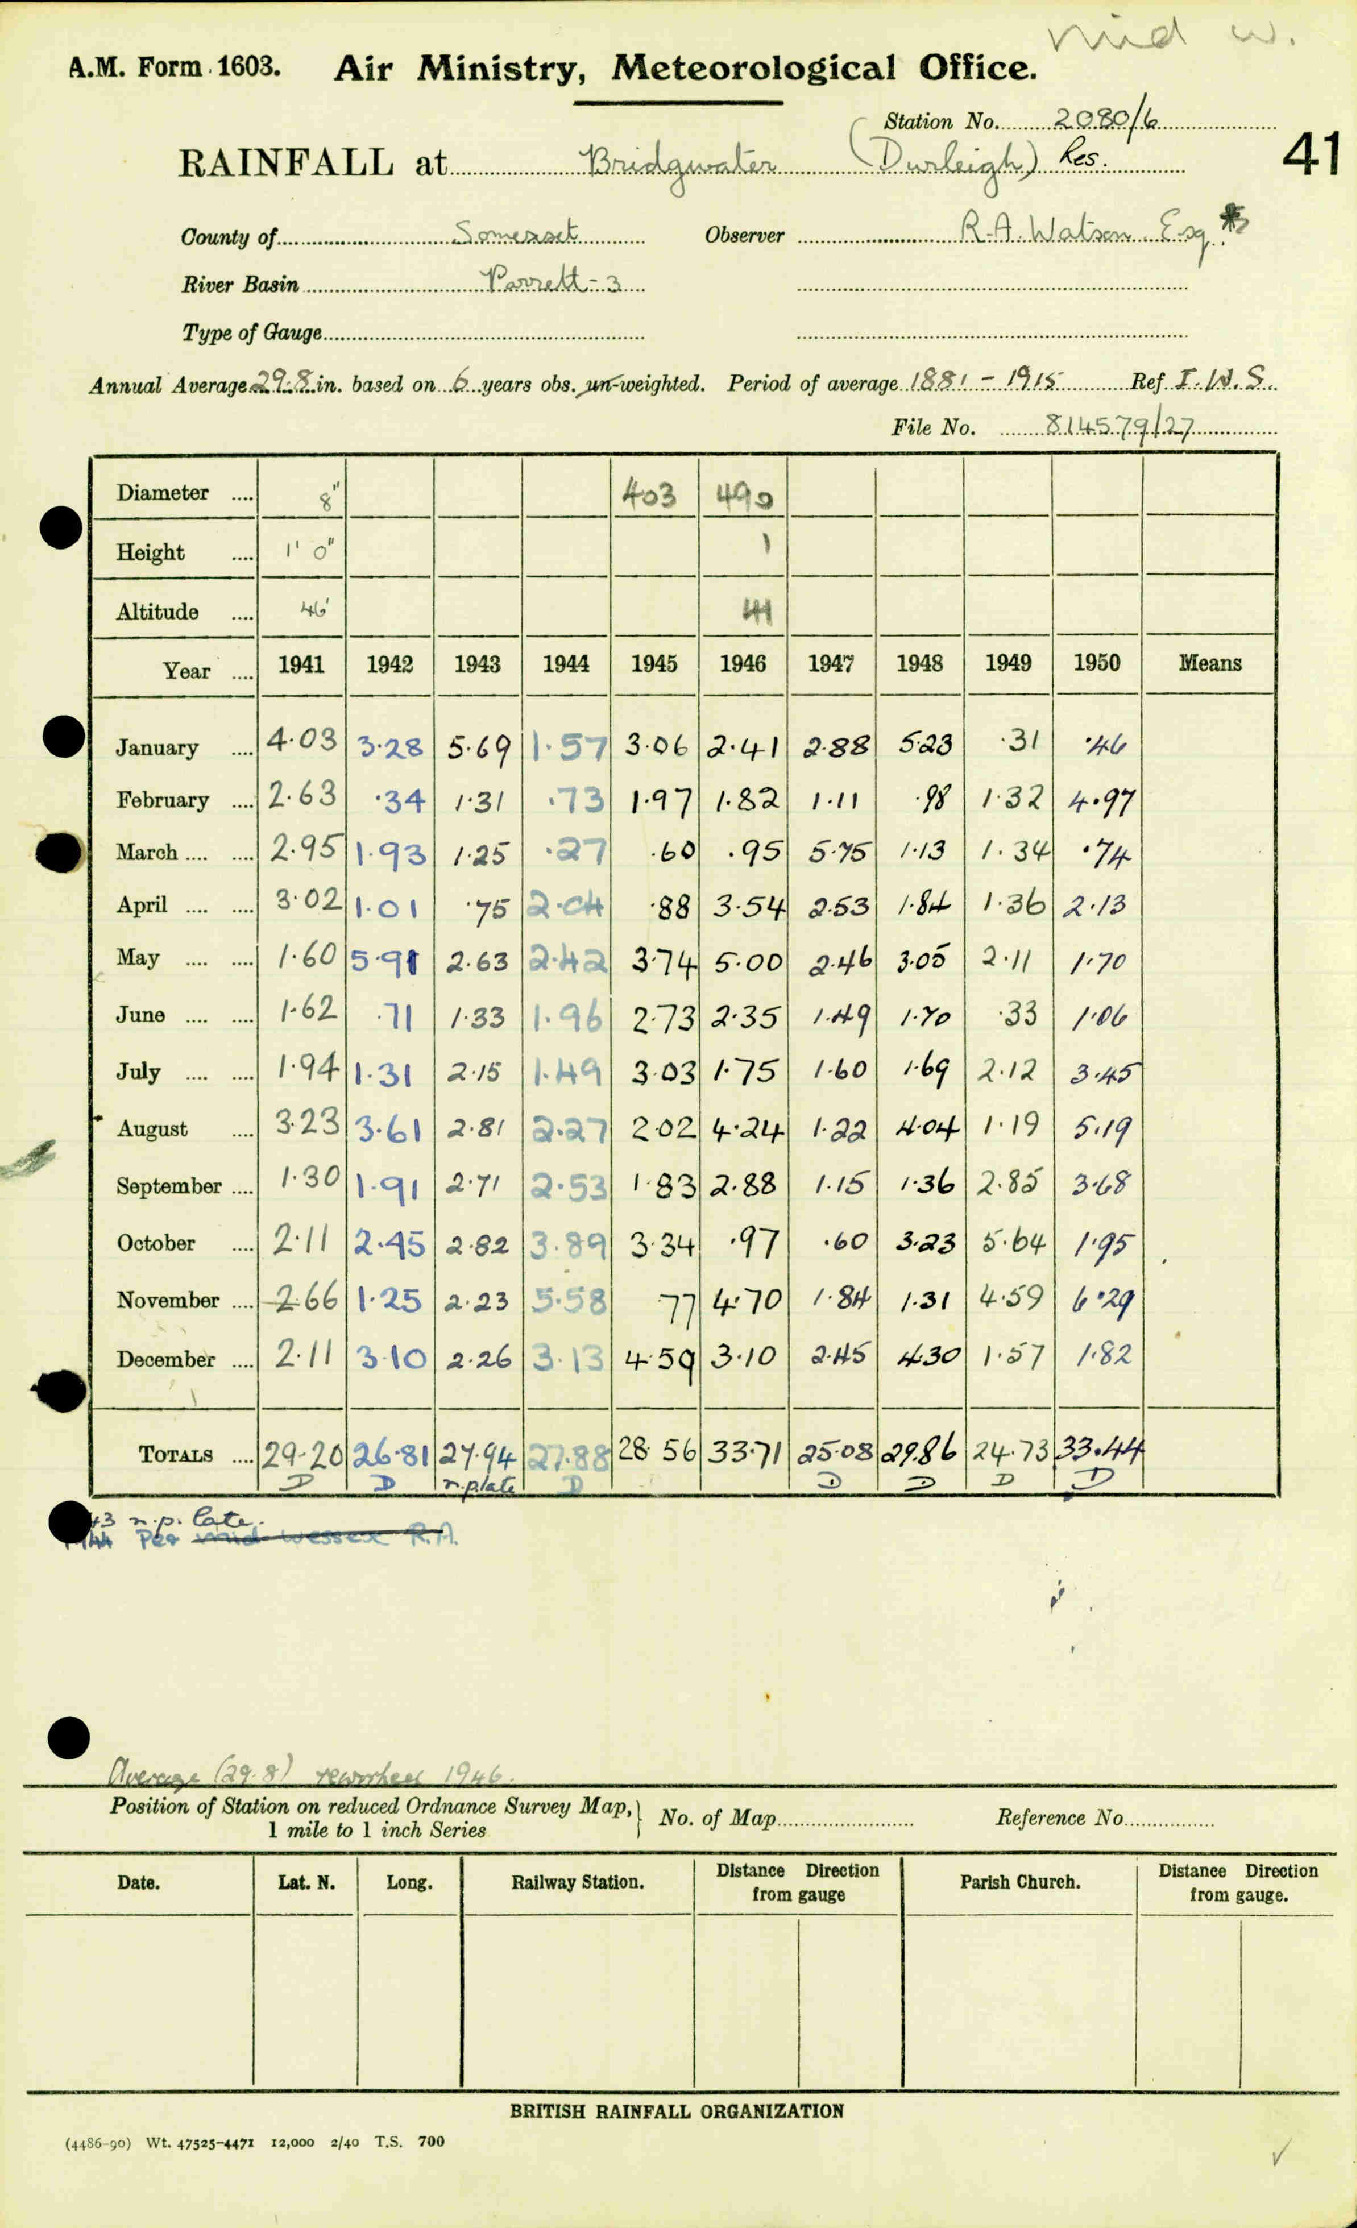 Mid W.
A.M. Form 1603. Air Ministry, Meteorological Office.
Station No. 2080/6
RAINFALL at Bridgwater (Durleigh) Res. 41
County of Somerset Observer R.A. Watson Esq.
River Basin Parrett-3
Type of Gauge
Annual Average 29.8 in. based on 6 years obs. un-weighted. Period of average 1881 - 1915 Ref I.W.S.
File No. 814579/27
Diameter .... 8" 403 490
Height .... 1' 0" 1
Altitude .... 46' 41
Year .... 1941 1942 1943 1944 1945 1946 1947 1948 1949 1950 Means
January .... 4.03 3.28 5.69 1.57 3.06 2.41 2.88 5.23 .31 .46
February .... 2.63 .34 1.31 .73 1.97 1.82 1.11 .98 1.32 4.97
March .... .... 2.95 1.93 1.25 .27 .60 .95 5.75 1.13 1.34 .74
April .... .... 3.02 1.01 .75 2.04 .88 3.54 2.53 1.84 1.36 2.13
May .... .... 1.60 5.91 2.63 2.42 3.74 5.00 2.46 3.05 2.11 1.70
June .... .... 1.62 .71 1.33 1.96 2.73 2.35 1.49 1.70 .33 1.06
July .... .... 1.94 1.31 2.15 1.49 3.03 1.75 1.60 1.69 2.12 3.45
August .... 3.23 3.61 2.81 2.27 2.02 4.24 1.22 4.04 1.19 5.19
September .... 1.30 1.91 2.71 2.53 1.83 2.88 1.15 1.36 2.85 3.68
October .... 2.11 2.45 2.82 3.89 3.34 .97 .60 3.23 5.64 1.95
November .... 2.66 1.25 2.23 5.58 77 4.70 1.84 1.31 4.59 6.29
December .... 2.11 3.10 2.26 3.13 4.59 3.10 2.45 4.30 1.57 1.82
TOTALS .... 29.20 26.81 27.94 27.88 28.56 33.71 25.08 29.86 24.73 33.44
D D n.p.late D D D D D
43 n.p. late.
1944 Per Mid Wessex R.A.
Average (29.8) reworked 1946.
Position of Station on reduced Ordnance Survey Map, } No. of Map Reference No.
1 mile to 1 inch Series
Date. Lat. N. Long. Railway Station. Distance Direction from gauge Parish Church. Distance Direction from gauge.
BRITISH RAINFALL ORGANIZATION
(4486-90) Wt. 47525-4471 12,000 2/40 T.S. 700